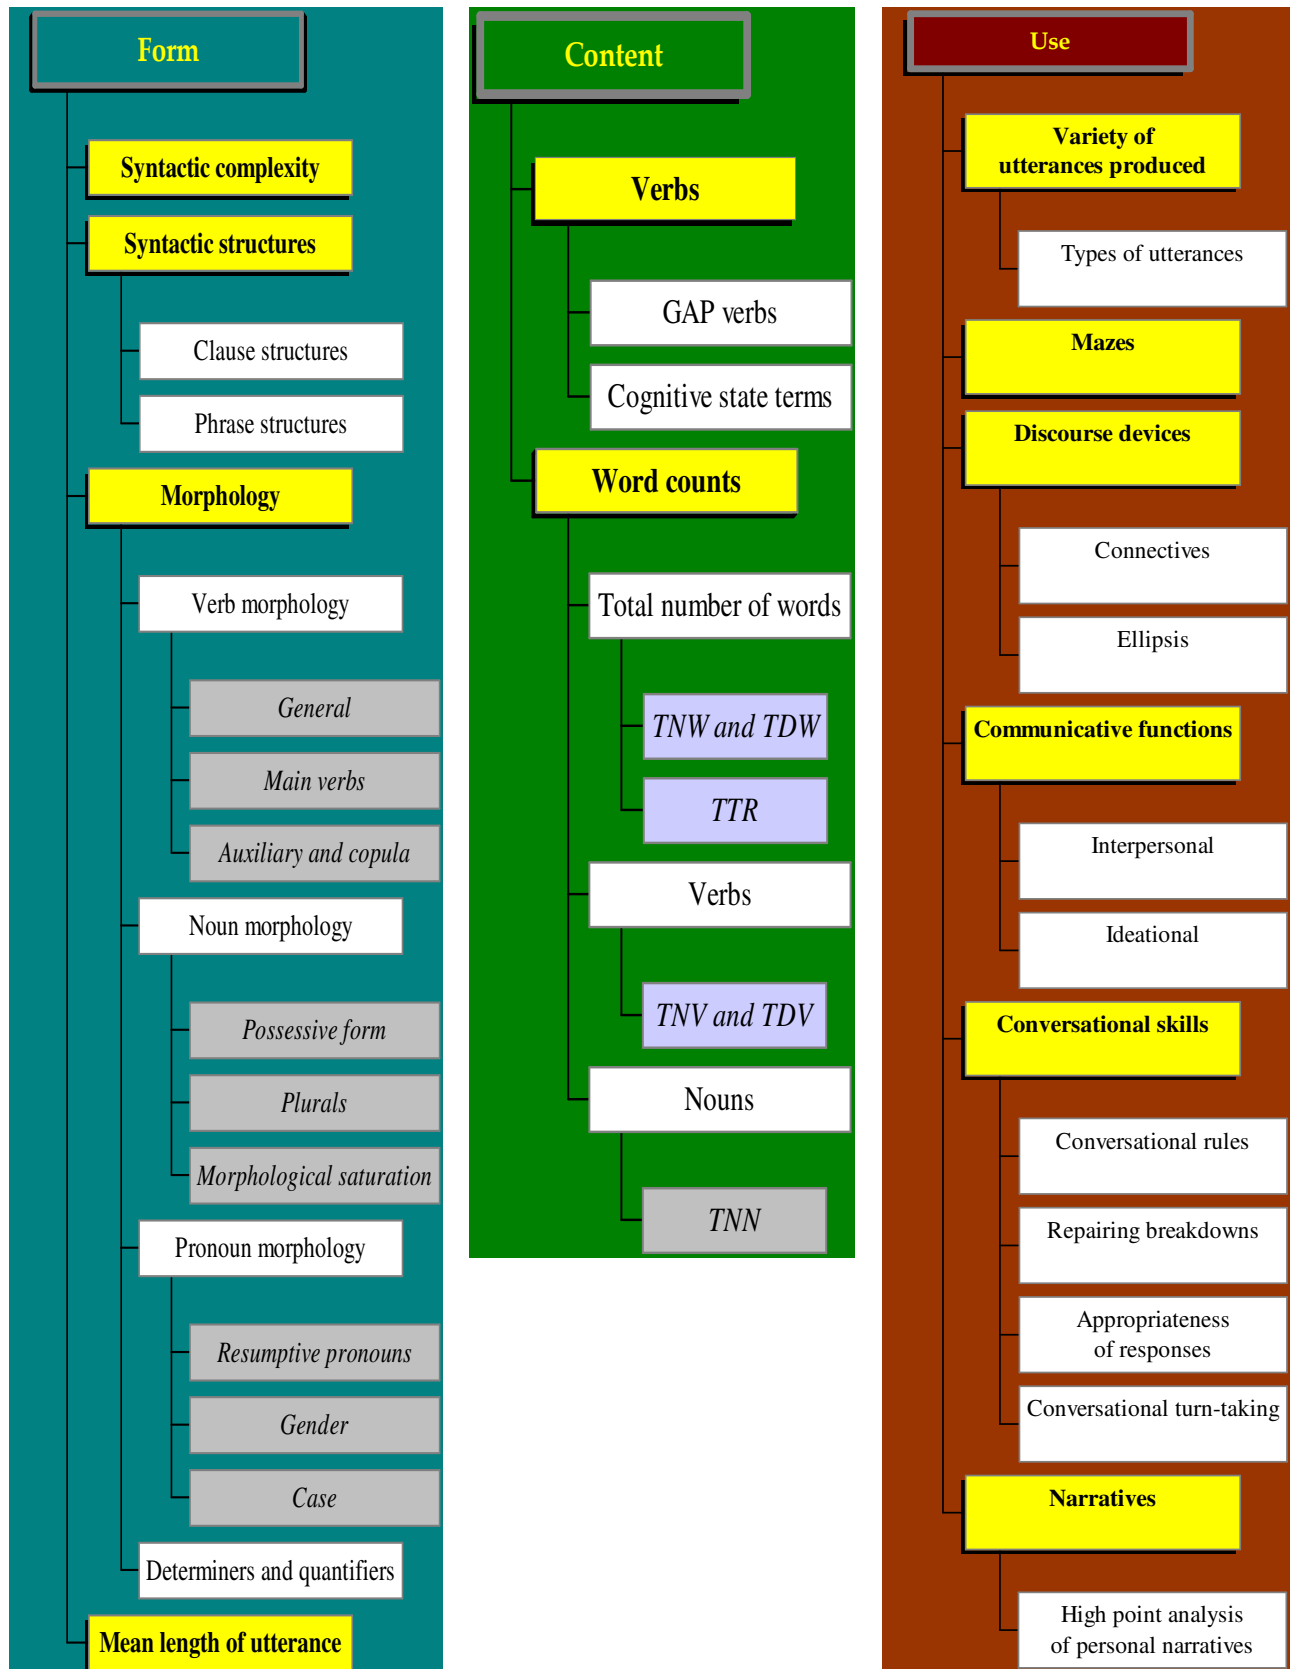 Form
Syntactic complexity
Syntactic structures
Clause structures
Phrase structures
Morphology
Verb morphology
General
Main verbs
Auxiliary and copula
Noun morphology
Possessive form
Plurals
Morphological saturation
Pronoun morphology
Resumptive pronouns
Gender
Case
Determiners and quantifiers
Mean length of utterance
Content
Verbs
GAP verbs
Cognitive state terms
Word counts
Total number of words
TNW and TDW
TTR
Verbs
TNV and TDV
Nouns
TNN
Use
Variety of
utterances produced
Types of utterances
Mazes
Discourse devices
Connectives
Ellipsis
Communicative functions
Interpersonal
Ideational
Conversational skills
Conversational rules
Repairing breakdowns
Appropriateness
of responses
Conversational turn-taking
Narratives
High point analysis
of personal narratives